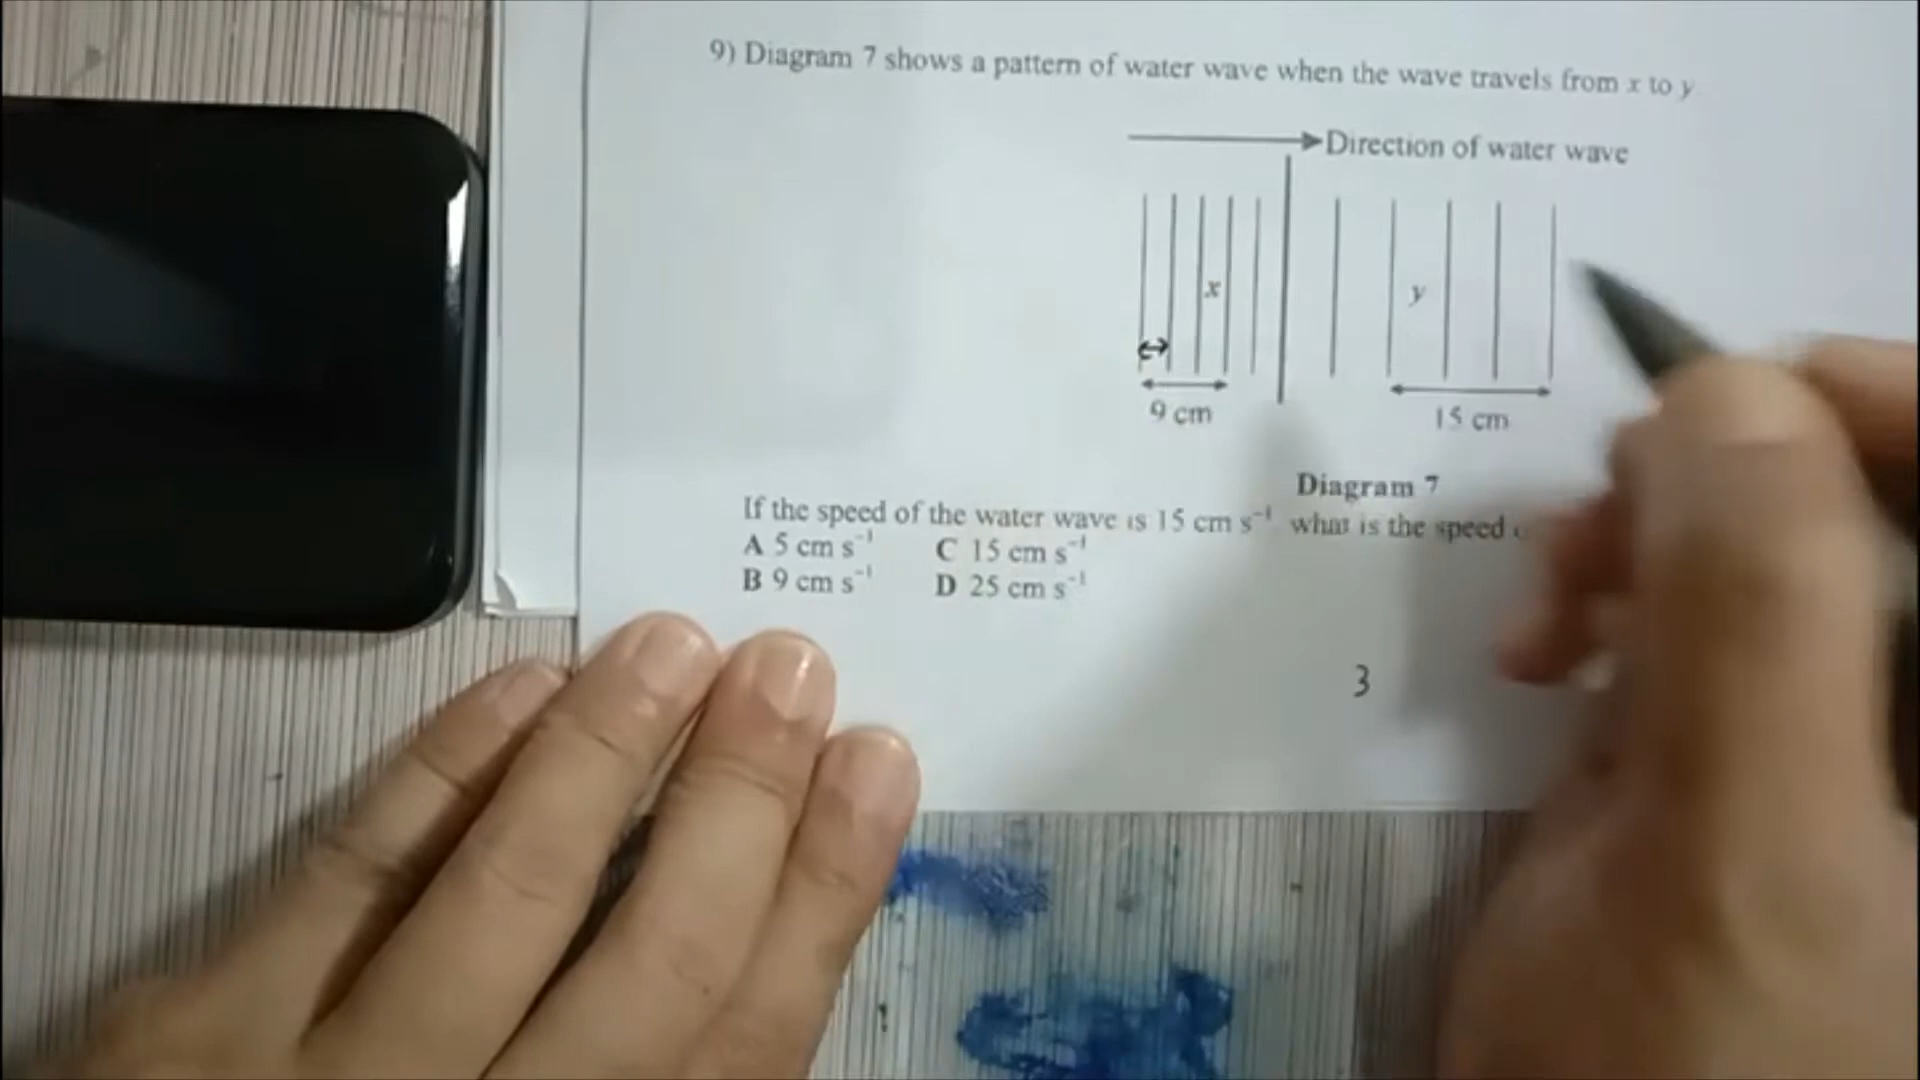 9) Diagram 7 shows a pattern of water wave when the wave travels from x to y
Direction of water wave
x
y
9 cm
15 cm
Diagram 7
If the speed of the water wave is 15 cm s⁻¹ what is the speed
A 5 cm s⁻¹ C 15 cm s⁻¹
B 9 cm s⁻¹ D 25 cm s⁻¹
3